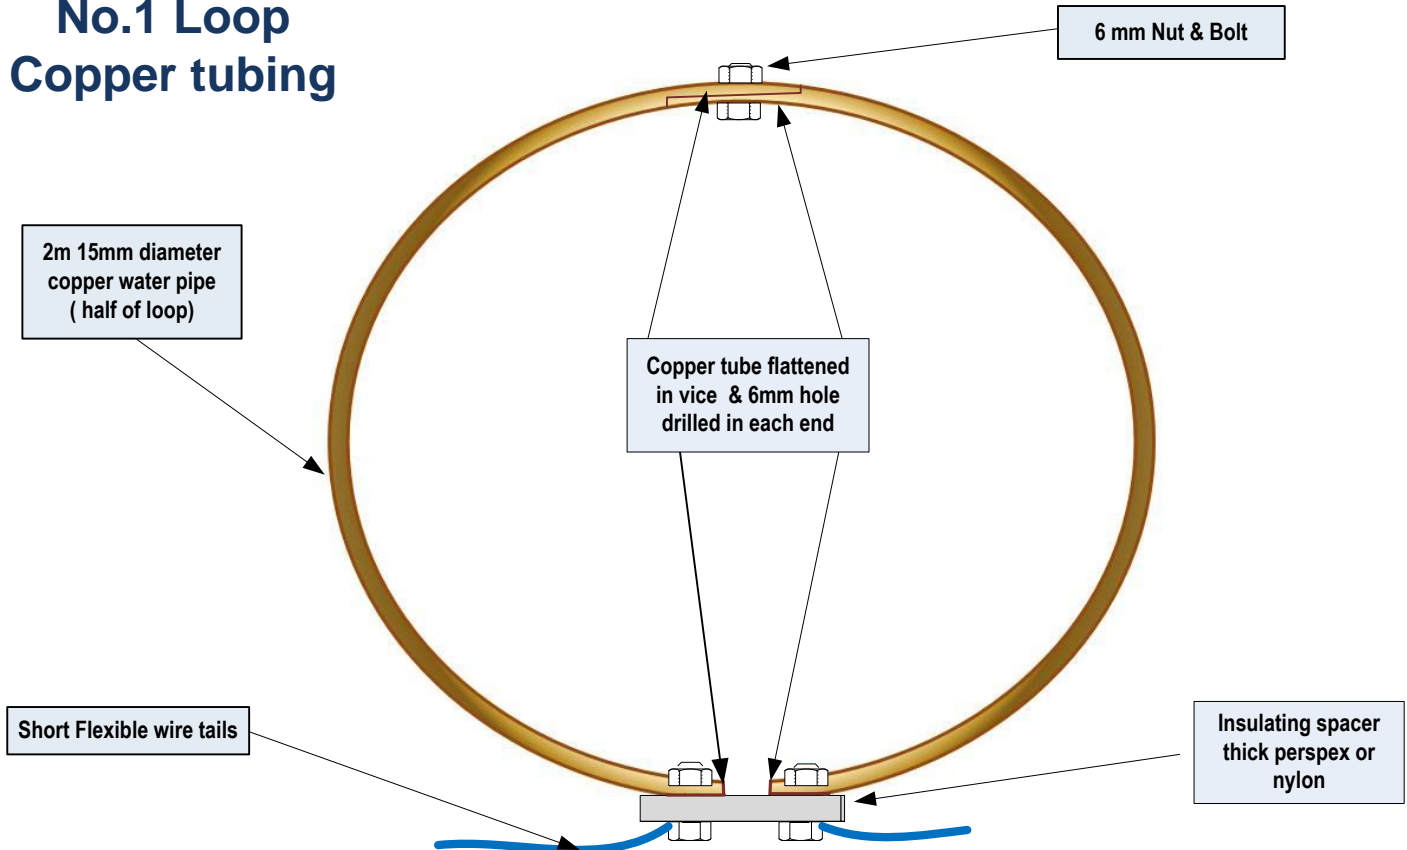 No.1 Loop
Copper tubing
6 mm Nut & Bolt
2m 15mm diameter
copper water pipe
( half of loop)
Copper tube flattened
in vice & 6mm hole
drilled in each end
Short Flexible wire tails
Insulating spacer
thick perspex or
nylon